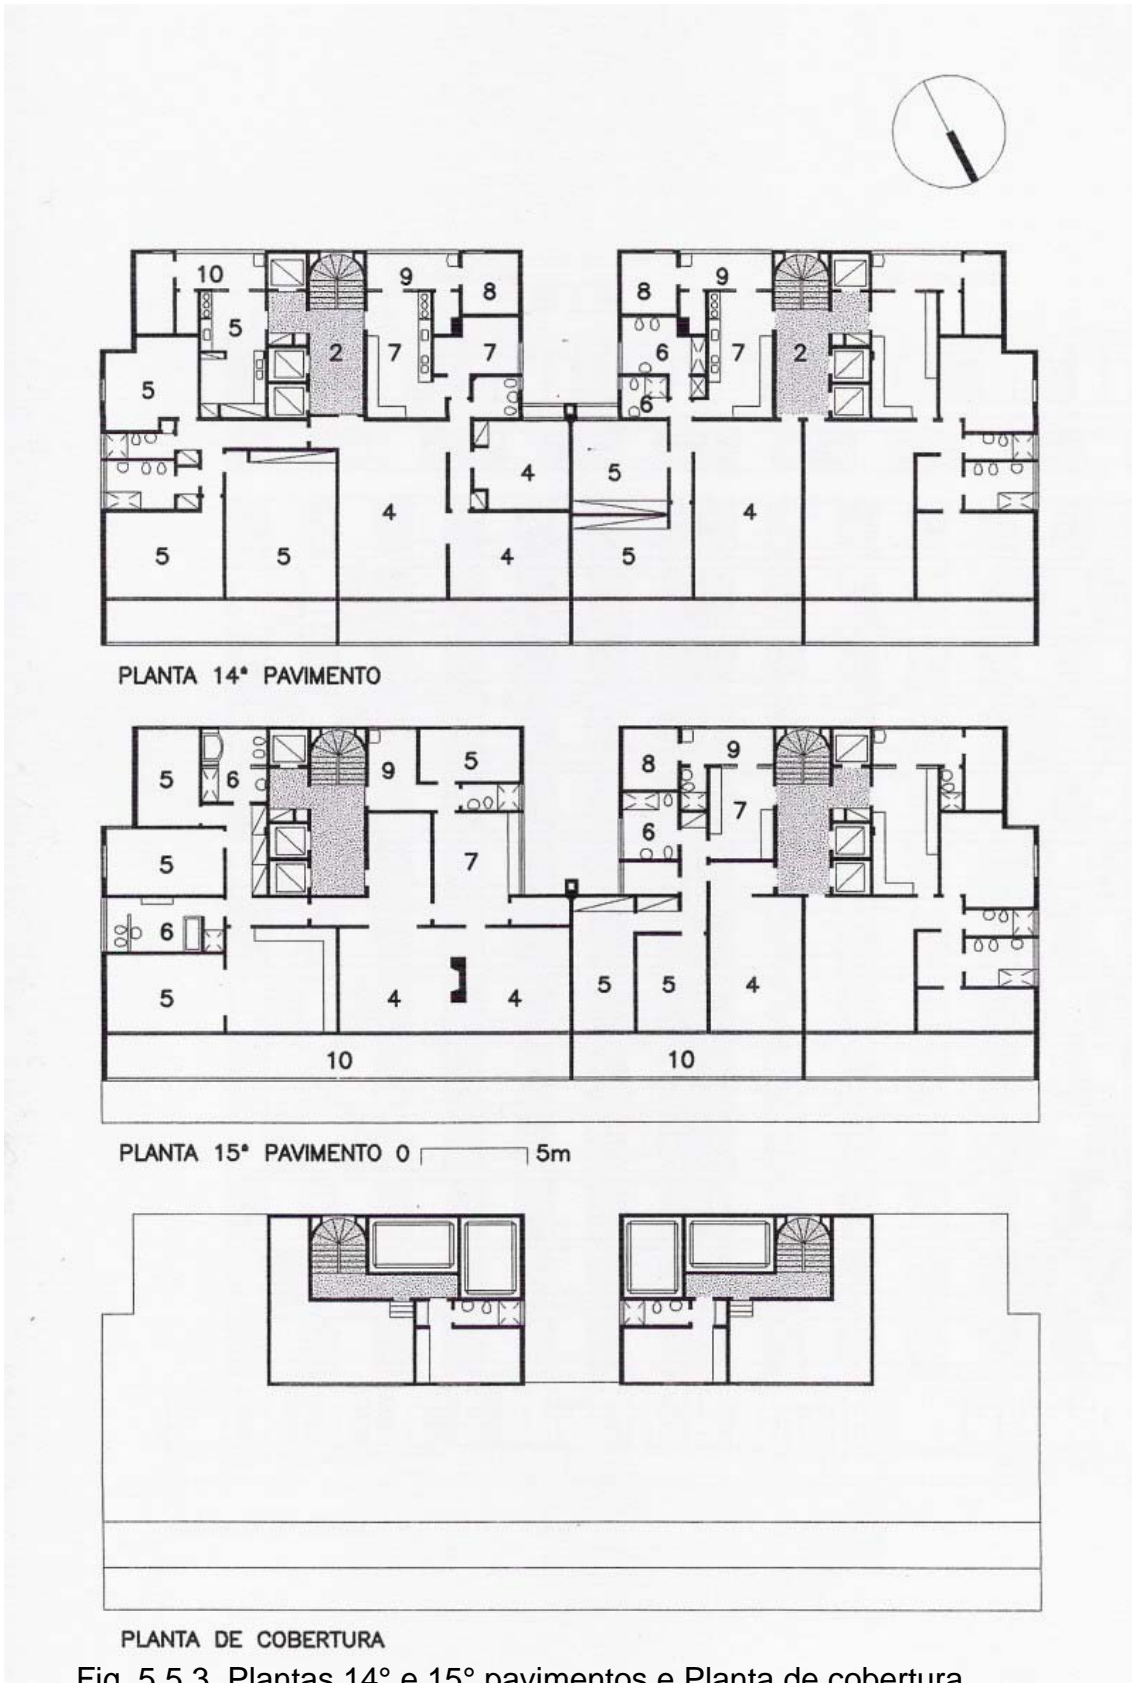 10 9 8 8 9
5 2 7 7 6 7 2
5 6
4 5
4 4
5 5 4 5
PLANTA 14ª PAVIMENTO
5 6 9 5 8 9
5 7 6 7
6
5 4 4 5 5 4
10 10
PLANTA 15ª PAVIMENTO 0 5m
PLANTA DE COBERTURA
Fig. 5.5.3. Plantas 14° e 15° pavimentos e Planta de cobertura